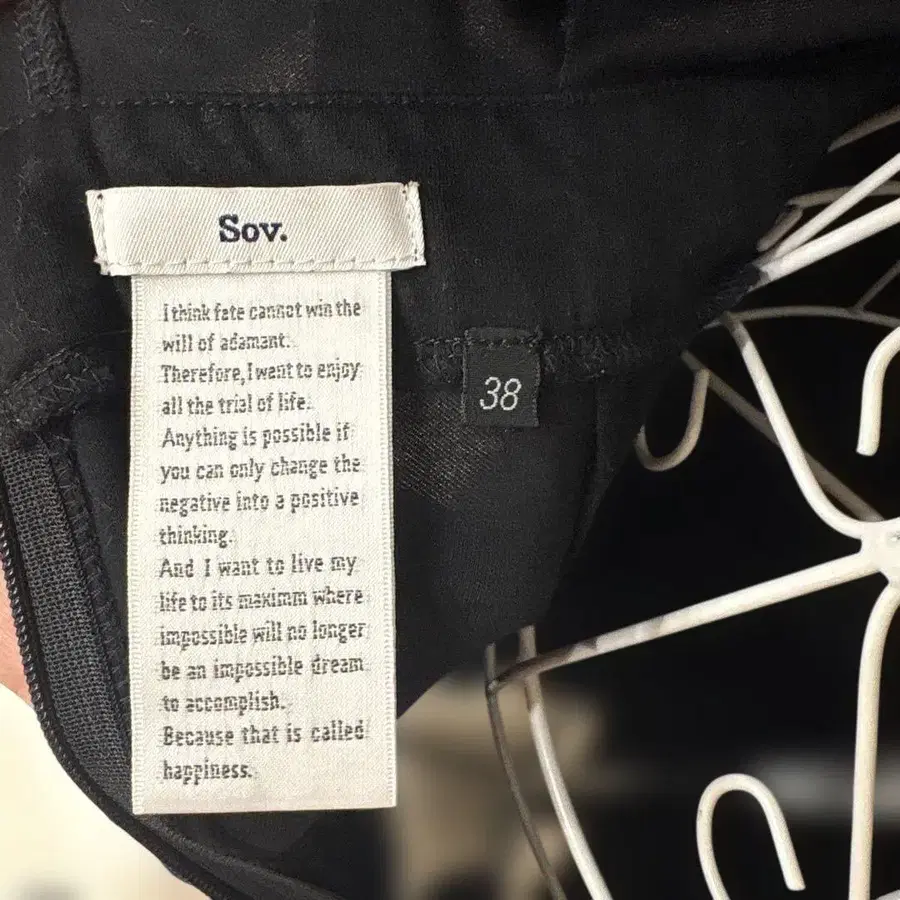 Sov.
I think fate cannot win the
will of adamant.
Therefore, I want to enjoy
all the trial of life.
Anything is possible if
you can only change the
negative into a positive
thinking.
And I want to live my
life to its maximm where
impossible will no longer
be an impossible dream
to accomplish.
Because that is called
happiness.
38